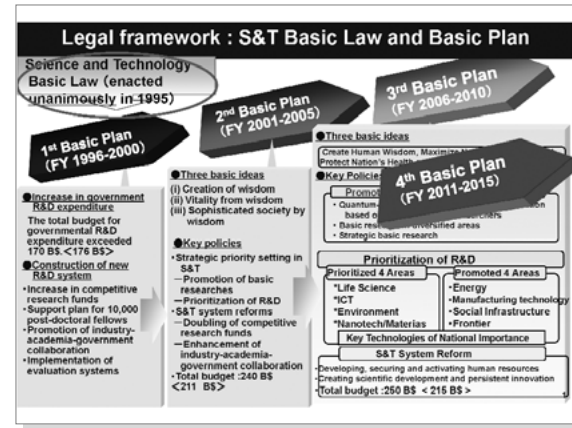 Legal framework : S&T Basic Law and Basic Plan
Science and Technology
Basic Law (enacted
unanimously in 1995)
1st Basic Plan
(FY 1996-2000)
●Increase in government
R&D expenditure
The total budget for
governmental R&D
expenditure exceeded
170 B$.<176 B$>
●Construction of new
R&D system
・Increase in competitive
research funds
・Support plan for 10,000
post-doctoral fellows
・Promotion of industry-
academia-government
collaboration
・Implementation of
evaluation systems
2nd Basic Plan
(FY 2001-2005)
●Three basic ideas
(i) Creation of wisdom
(ii) Vitality from wisdom
(iii) Sophisticated society by
wisdom
●Key policies
・Strategic priority setting in
S&T
―Promotion of basic
researches
―Prioritization of R&D
・S&T system reforms
―Doubling of competitive
research funds
―Enhancement of
industry-academia-
government collaboration
・Total budget :240 B$
<211 B$>
3rd Basic Plan
(FY 2006-2010)
●Three basic ideas
Create Human Wisdom, Maximize
Protect Nation's Health
●Key Policies
4th Basic Plan
(FY 2011-2015)
・Basic research
diversified areas
・Strategic basic research
Prioritization of R&D
Prioritized 4 Areas
*Life Science
*ICT
*Environment
*Nanotech/Materias
Promoted 4 Areas
・Energy
・Manufacturing technology
・Social Infrastructure
・Frontier
Key Technologies of National Importance
S&T System Reform
・Developing, securing and activating human resources
・Creating scientific development and persistent innovation
・Total budget :250 B$ < 215 B$ >